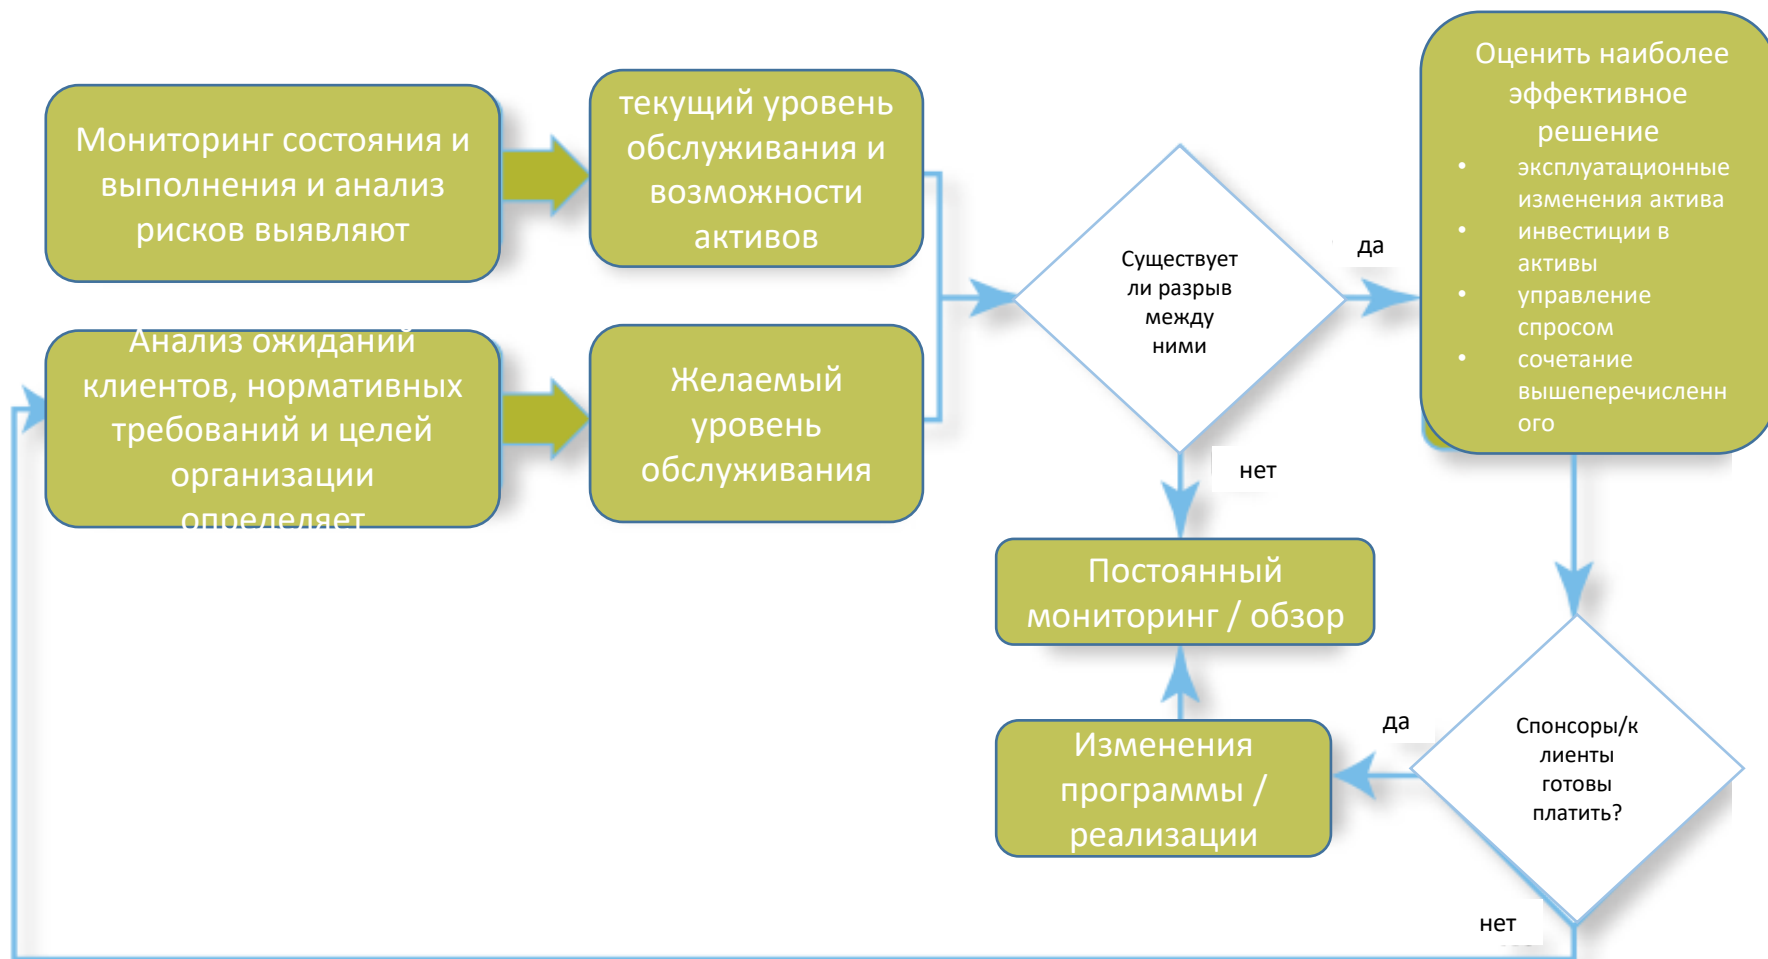 Мониторинг состояния и
выполнения и анализ
рисков выявляют
текущий уровень
обслуживания и
возможности
активов
Анализ ожиданий
клиентов, нормативных
требований и целей
организации
определяет
Желаемый
уровень
обслуживания
Существует
ли разрыв
между
ними
да
нет
Оценить наиболее
эффективное
решение
• эксплуатационные
изменения актива
• инвестиции в
активы
• управление
спросом
• сочетание
вышеперечисленн
ого
Постоянный
мониторинг / обзор
Изменения
программы /
реализации
да
Спонсоры/к
лиенты
готовы
платить?
нет